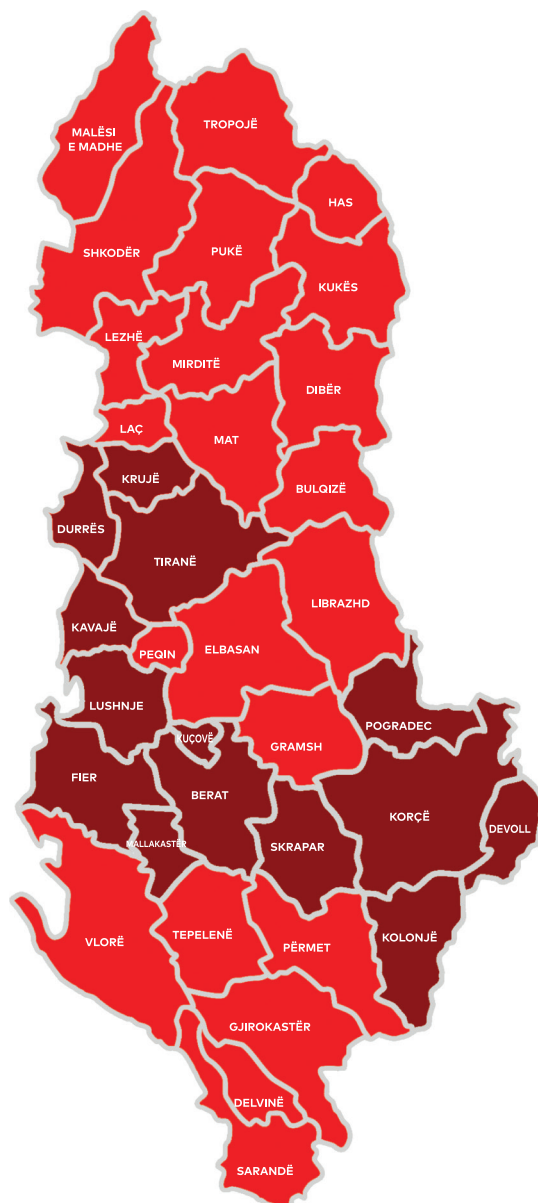 TROPOJË
MALËSI
E MADHE
HAS
SHKODËR
PUKË
KUKËS
LEZHË
MIRDITË
DIBËR
LAÇ
MAT
KRUJË
BULQIZË
DURRËS
TIRANË
LIBRAZHD
KAVAJË
PEQIN
ELBASAN
LUSHNJE
POGRADEC
KUÇOVË
GRAMSH
FIER
BERAT
KORÇË
DEVOLL
MALLAKASTËR
SKRAPAR
VLORË
TEPELENË
PËRMET
KOLONJË
GJIROKASTËR
DELVINË
SARANDË